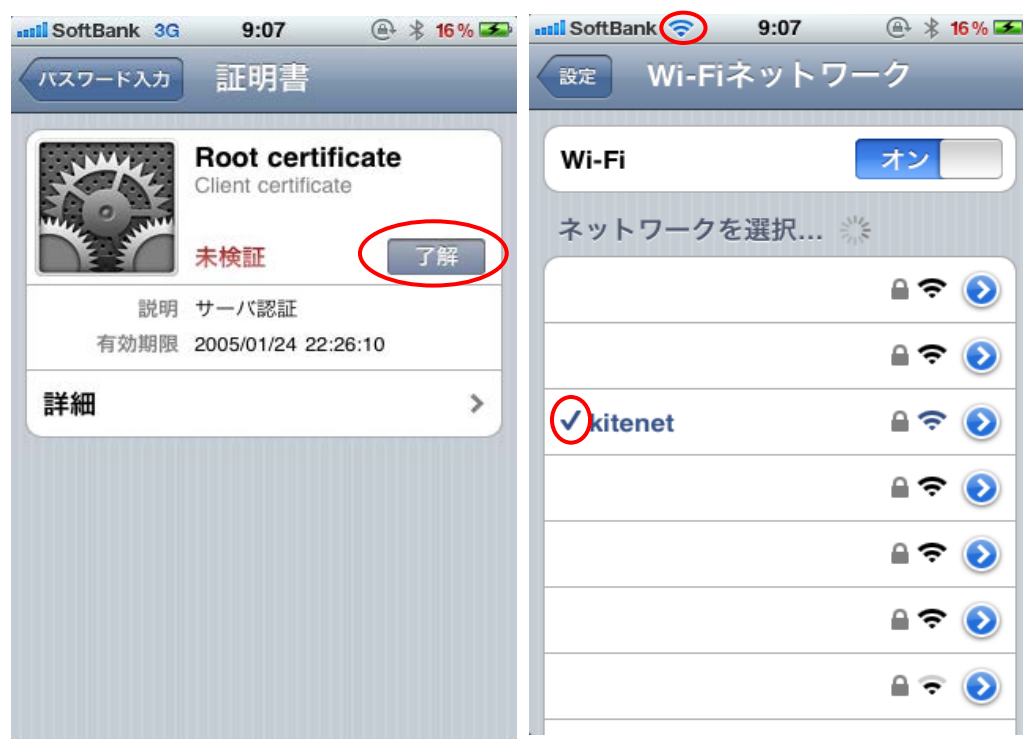 SoftBank 3G 9:07 16%
パスワード入力 証明書
Root certificate
Client certificate
未検証 了解
説明 サーバ認証
有効期限 2005/01/24 22:26:10
詳細
SoftBank 9:07 16%
設定 Wi-Fiネットワーク
Wi-Fi オン
ネットワークを選択...
kitenet